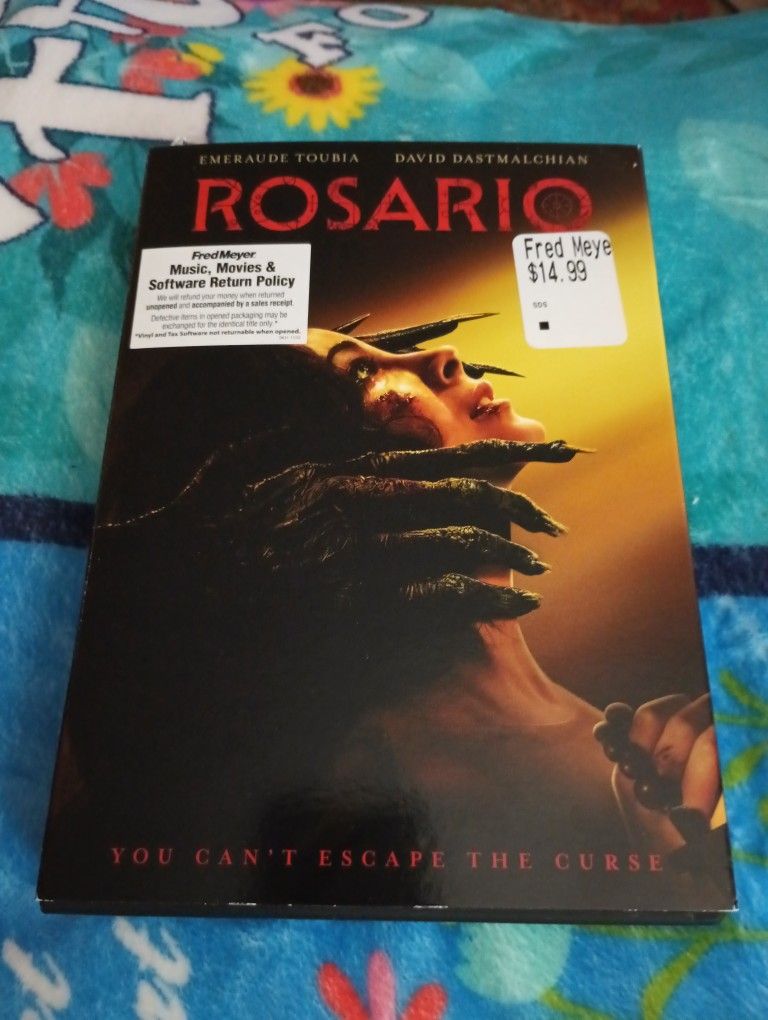 EMERAUDE TOUBIA DAVID DASTMALCHIAN
ROSARIO
FredMeyer
Music, Movies &
Software Return Policy
We will refund your money when returned
unopened and accompanied by a sales receipt.
Defective items in opened packaging may be
exchanged for the identical title only.*
*Vinyl and Tax Software not returnable when opened.
Fred Meye
$14.99
SDS
YOU CAN'T ESCAPE THE CURSE